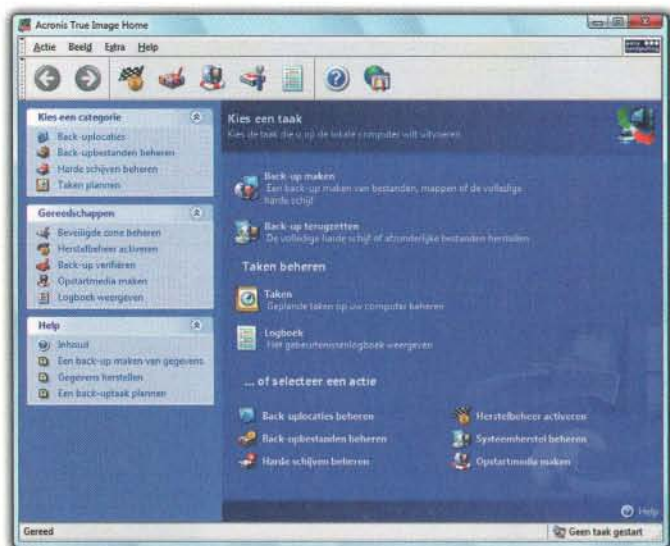 Acronis True Image Home
Actie Beeld Extra Help
Kies een categorie
Back-uplocaties
Back-upbestanden beheren
Harde schijven beheren
Taken plannen
Gereedschappen
Beveiligde zone beheren
Herstelbeheer activeren
Back-up verifiëren
Opstartmedia maken
Logboek weergeven
Help
Inhoud
Een back-up maken van gegevens
Gegevens herstellen
Een back-uptaak plannen
Kies een taak
Kies de taak die u op de lokale computer wilt uitvoeren
Back-up maken
Een back-up maken van bestanden, mappen of de volledige
harde schijf
Back-up terugzetten
De volledige harde schijf of afzonderlijke bestanden herstellen
Taken beheren
Taken
Geplande taken op uw computer beheren
Logboek
Het gebeurtenissenlogboek weergeven
... of selecteer een actie
Back-uplocaties beheren
Herstelbeheer activeren
Back-upbestanden beheren
Systeemherstel beheren
Harde schijven beheren
Opstartmedia maken
Help
Gereed
Geen taak gestart